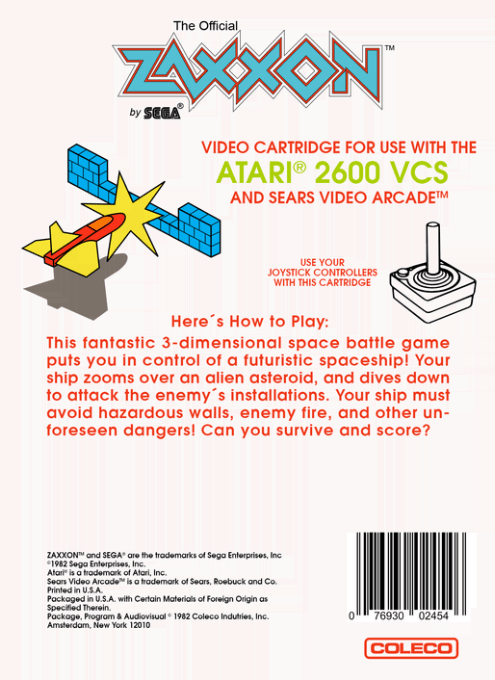 The Official
ZAXXON™
by SEGA®
VIDEO CARTRIDGE FOR USE WITH THE
ATARI® 2600 VCS
AND SEARS VIDEO ARCADE™
USE YOUR
JOYSTICK CONTROLLERS
WITH THIS CARTRIDGE
Here´s How to Play:
This fantastic 3-dimensional space battle game
puts you in control of a futuristic spaceship! Your
ship zooms over an alien asteroid, and dives down
to attack the enemy´s installations. Your ship must
avoid hazardous walls, enemy fire, and other un-
foreseen dangers! Can you survive and score?
ZAXXON™ and SEGA® are the trademarks of Sega Enterprises, Inc
©1982 Sega Enterprises, Inc.
Atari® is a trademark of Atari, Inc.
Sears Video Arcade™ is a trademark of Sears, Roebuck and Co.
Printed in U.S.A.
Packaged in U.S.A. with Certain Materials of Foreign Origin as
Specified Therein.
Package, Program & Audiovisual © 1982 Coleco Indutries, Inc.
Amsterdam, New York 12010
0 76930 02454
COLECO